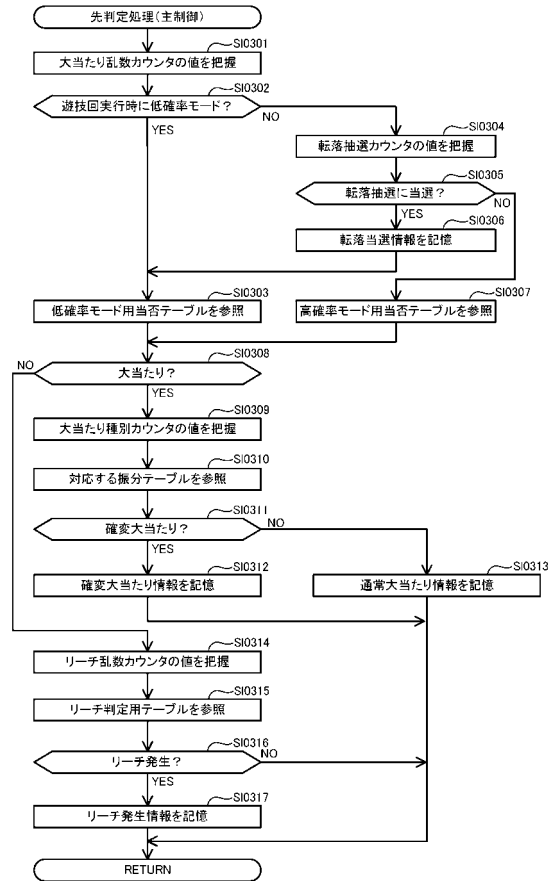 先判定処理(主制御)
SI0301
大当たり乱数カウンタの値を把握
SI0302
遊技回実行時に低確率モード?
NO
YES
SI0304
転落抽選カウンタの値を把握
SI0305
転落抽選に当選?
NO
YES
SI0306
転落当選情報を記憶
SI0303
低確率モード用当否テーブルを参照
SI0307
高確率モード用当否テーブルを参照
SI0308
NO
大当たり?
YES
SI0309
大当たり種別カウンタの値を把握
SI0310
対応する振分テーブルを参照
SI0311
確変大当たり?
NO
YES
SI0312
確変大当たり情報を記憶
SI0313
通常大当たり情報を記憶
SI0314
リーチ乱数カウンタの値を把握
SI0315
リーチ判定用テーブルを参照
SI0316
リーチ発生?
NO
YES
SI0317
リーチ発生情報を記憶
RETURN